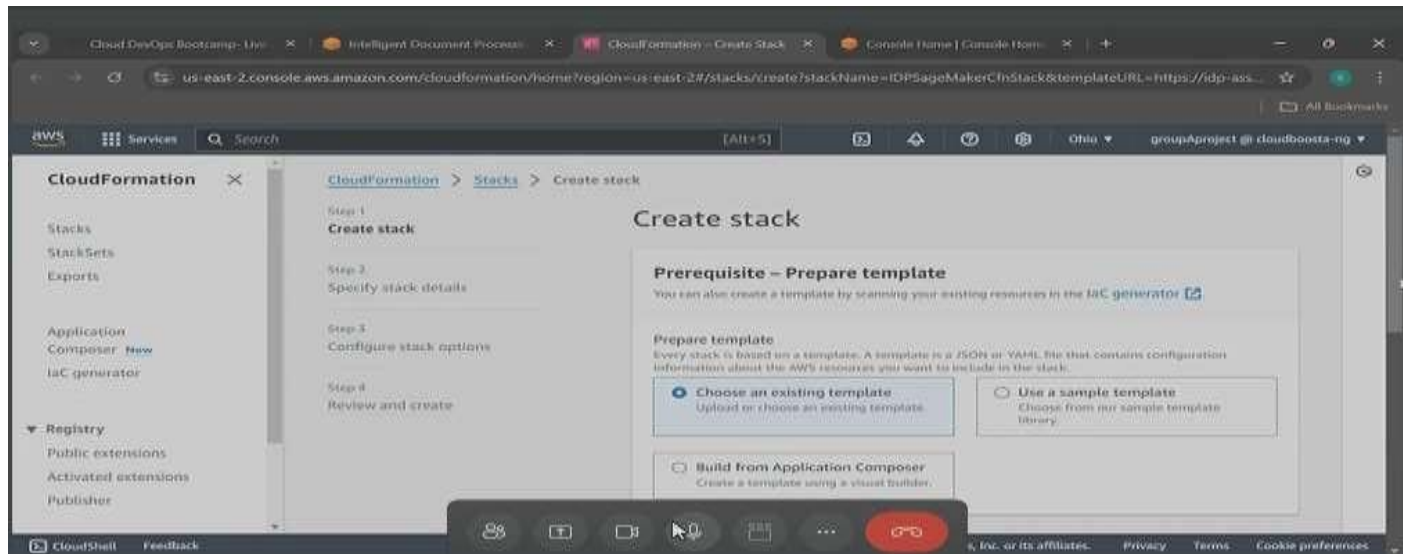 Cloud DevOps Bootcamp- Live
Intelligent Document Process
CloudFormation - Create Stack
Console Home | Console Home
us-east-2.console.aws.amazon.com/cloudformation/home?region=us-east-2#/stacks/create?stackName=IDPSageMakerCfnStack&templateURL=https://idp-ass...
All Bookmarks
aws
Services
Search
[Alt+S]
Ohio
groupAproject @ cloudboosta-ng
CloudFormation
Stacks
StackSets
Exports
Application
Composer New
IaC generator
Registry
Public extensions
Activated extensions
Publisher
CloudFormation > Stacks > Create stack
Step 1
Create stack
Step 2
Specify stack details
Step 3
Configure stack options
Step 4
Review and create
Create stack
Prerequisite – Prepare template
You can also create a template by scanning your existing resources in the IaC generator
Prepare template
Every stack is based on a template. A template is a JSON or YAML file that contains configuration
information about the AWS resources you want to include in the stack.
Choose an existing template
Upload or choose an existing template.
Use a sample template
Choose from our sample template
library.
Build from Application Composer
Create a template using a visual builder.
CloudShell
Feedback
s, Inc. or its affiliates.
Privacy
Terms
Cookie preferences